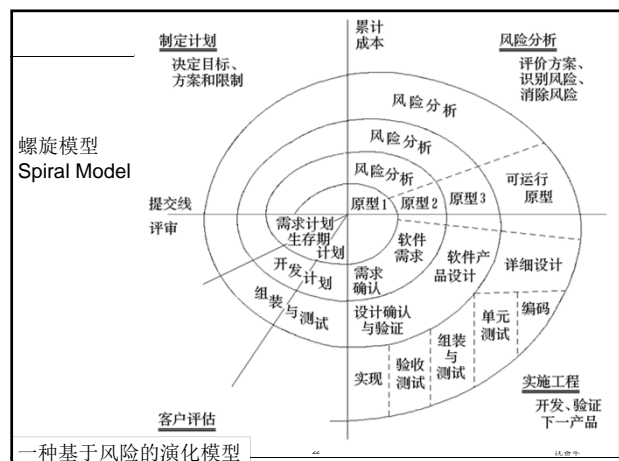 制定计划
决定目标、
方案和限制
累计
成本
风险分析
评价方案、
识别风险、
消除风险
螺旋模型
Spiral Model
风险分析
风险分析
风险分析
提交线
评审
原型1
原型2
原型3
可运行
原型
需求计划
生存期
计划
开发计划
组装与测试
软件
需求
需求
确认
软件产
品设计
详细设计
设计确认
与验证
实现
验收
测试
组装
与
测试
单元
测试
编码
客户评估
实施工程
开发、验证
下一产品
一种基于风险的演化模型